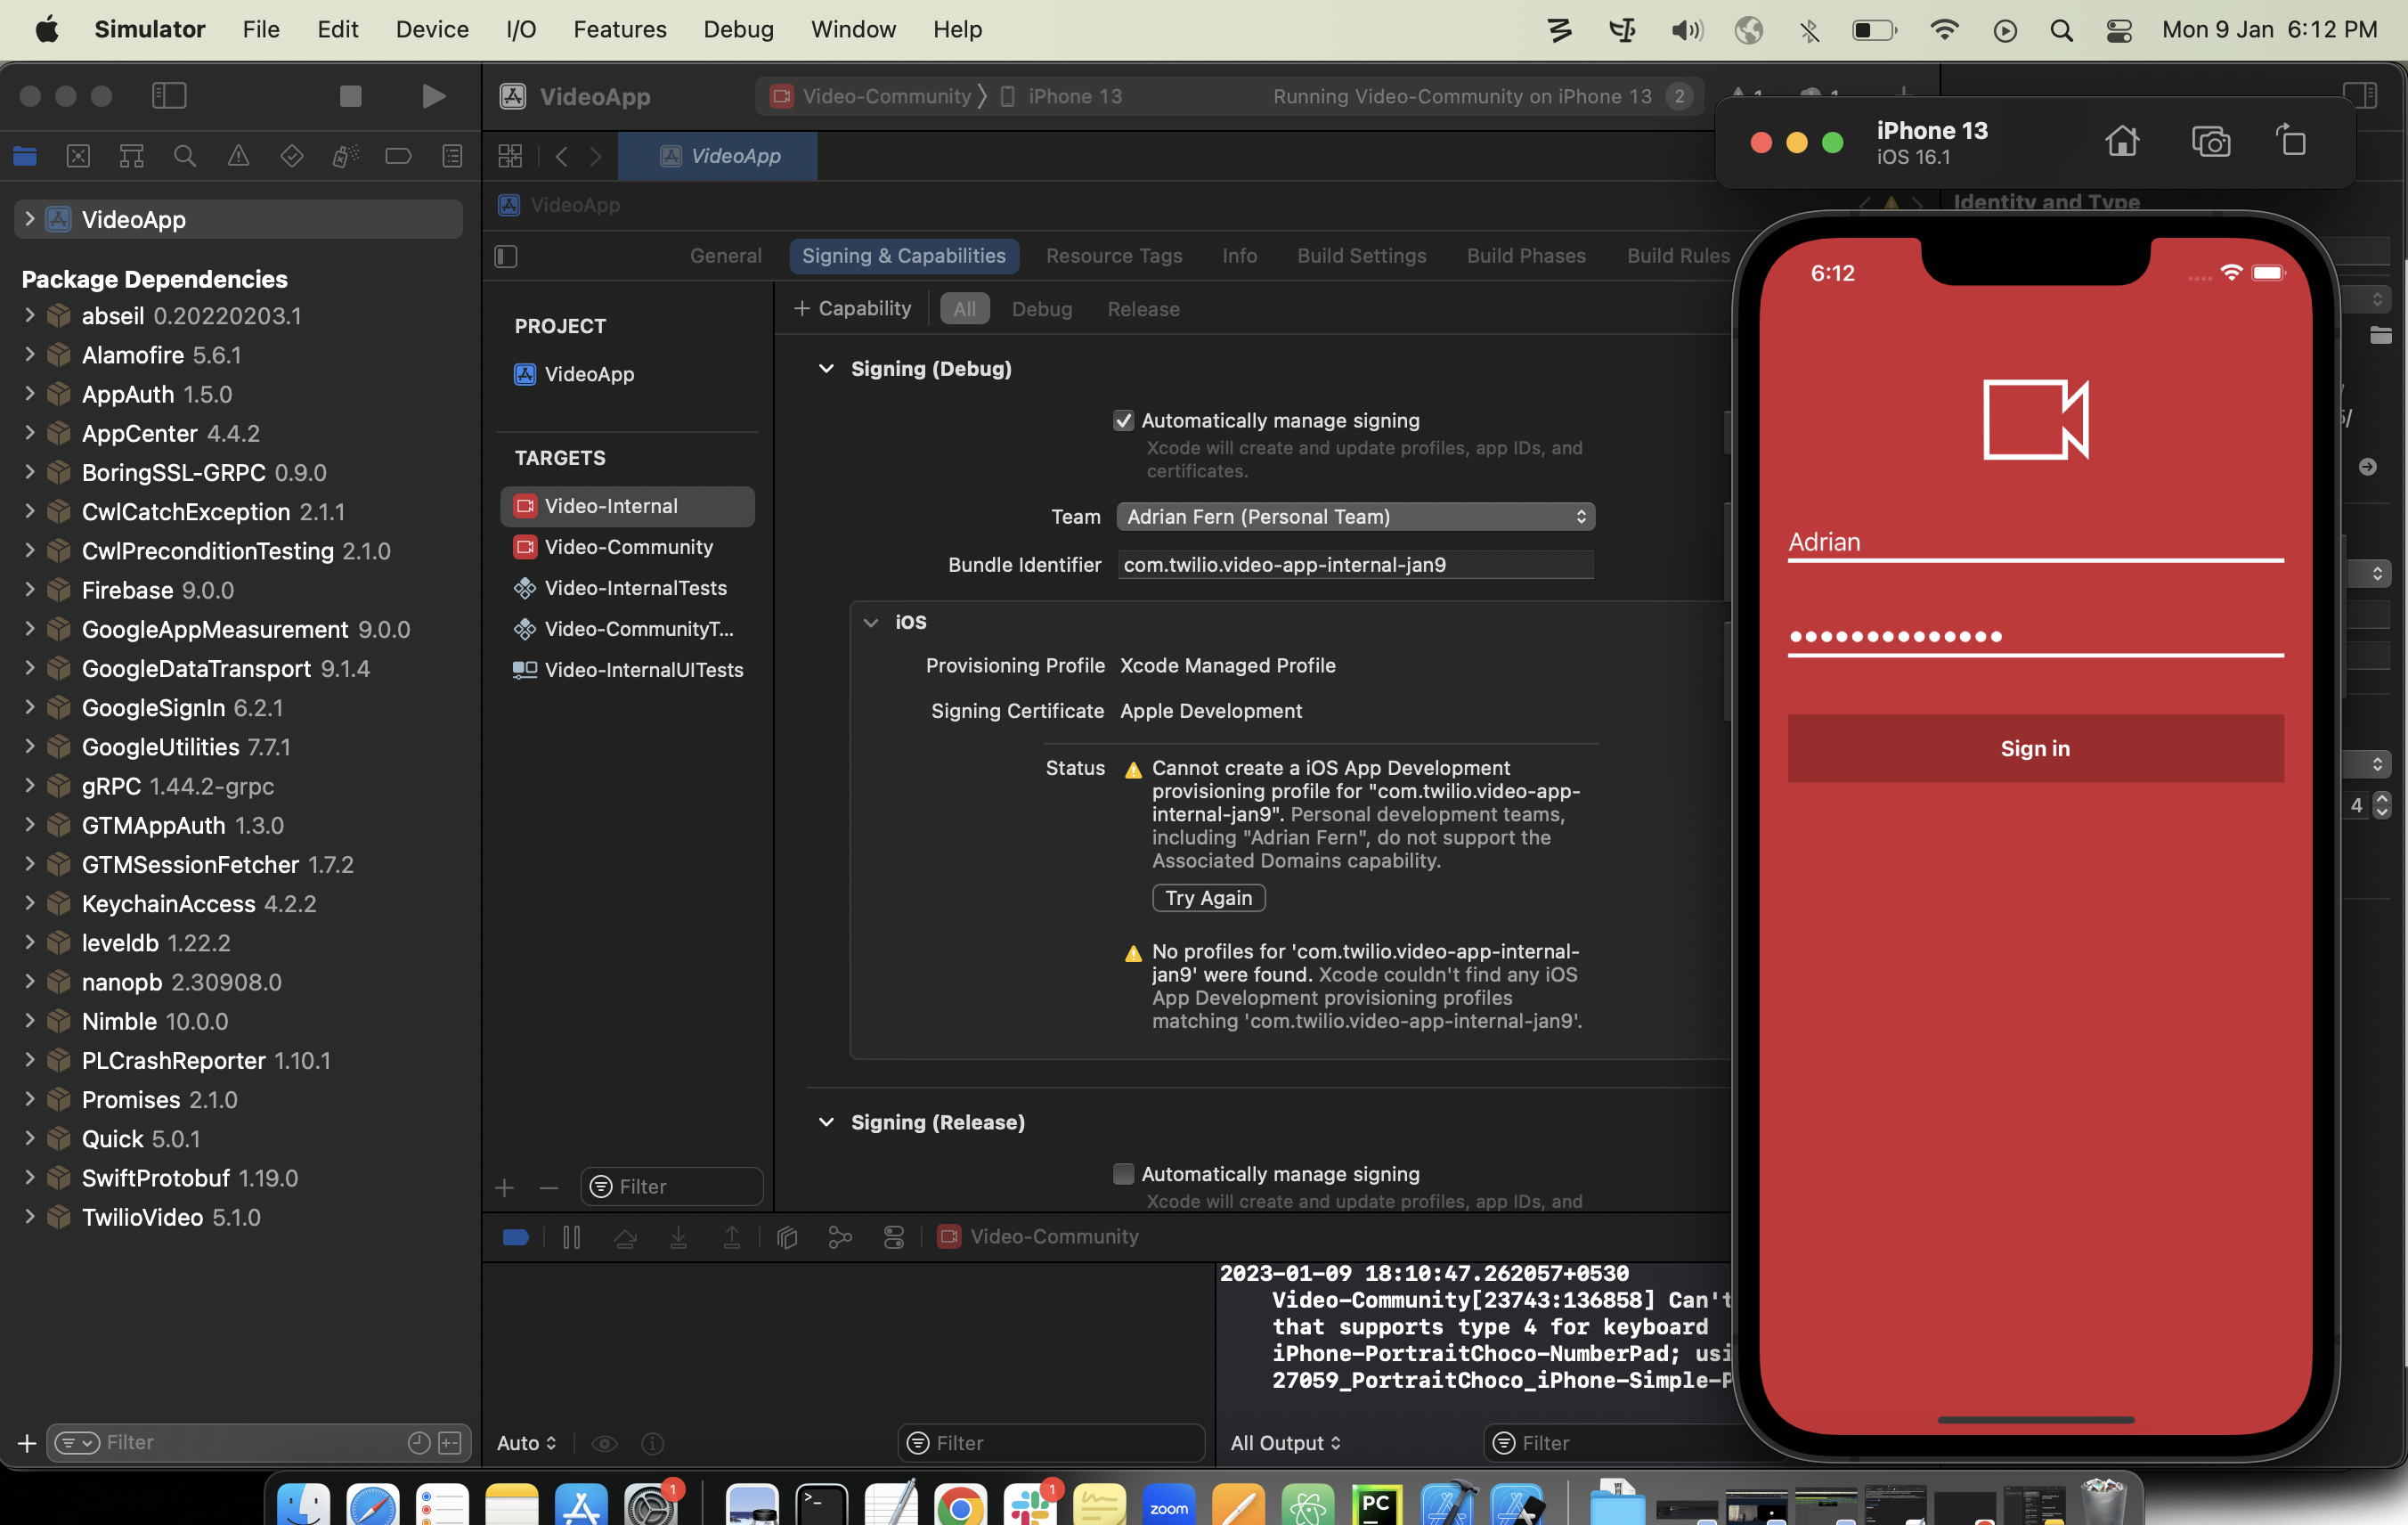 Simulator File Edit Device I/O Features Debug Window Help Mon 9 Jan 6:12 PM
VideoApp Video-Community iPhone 13 Running Video-Community on iPhone 13 2
VideoApp
VideoApp
General Signing & Capabilities Resource Tags Info Build Settings Build Phases Build Rules
Identity and Type
VideoApp
Package Dependencies
abseil 0.20220203.1
Alamofire 5.6.1
AppAuth 1.5.0
AppCenter 4.4.2
BoringSSL-GRPC 0.9.0
CwlCatchException 2.1.1
CwlPreconditionTesting 2.1.0
Firebase 9.0.0
GoogleAppMeasurement 9.0.0
GoogleDataTransport 9.1.4
GoogleSignIn 6.2.1
GoogleUtilities 7.7.1
gRPC 1.44.2-grpc
GTMAppAuth 1.3.0
GTMSessionFetcher 1.7.2
KeychainAccess 4.2.2
leveldb 1.22.2
nanopb 2.30908.0
Nimble 10.0.0
PLCrashReporter 1.10.1
Promises 2.1.0
Quick 5.0.1
SwiftProtobuf 1.19.0
TwilioVideo 5.1.0
Filter
PROJECT
VideoApp
TARGETS
Video-Internal
Video-Community
Video-InternalTests
Video-CommunityT...
Video-InternalUITests
Filter
+ Capability All Debug Release
Signing (Debug)
Automatically manage signing
Xcode will create and update profiles, app IDs, and
certificates.
Team Adrian Fern (Personal Team)
Bundle Identifier com.twilio.video-app-internal-jan9
iOS
Provisioning Profile Xcode Managed Profile
Signing Certificate Apple Development
Status Cannot create a iOS App Development
provisioning profile for "com.twilio.video-app-
internal-jan9". Personal development teams,
including "Adrian Fern", do not support the
Associated Domains capability.
Try Again
No profiles for 'com.twilio.video-app-internal-
jan9' were found. Xcode couldn't find any iOS
App Development provisioning profiles
matching 'com.twilio.video-app-internal-jan9'.
Signing (Release)
Automatically manage signing
Xcode will create and update profiles, app IDs, and
Video-Community
2023-01-09 18:10:47.262057+0530
Video-Community[23743:136858] Can't
that supports type 4 for keyboard
iPhone-PortraitChoco-NumberPad; usi
27059_PortraitChoco_iPhone-Simple-P
Auto Filter
All Output Filter
iPhone 13
iOS 16.1
6:12
Adrian
Sign in
4
1
1
zoom
PC